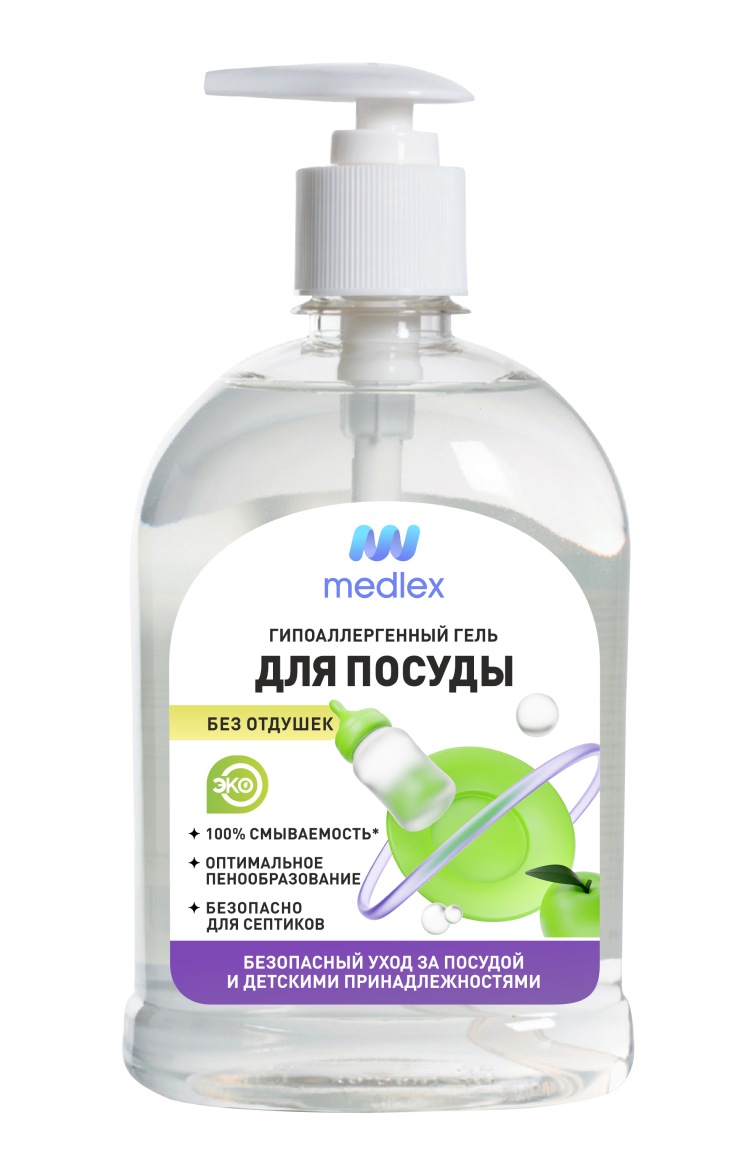 medlex
ГИПОАЛЛЕРГЕННЫЙ ГЕЛЬ
ДЛЯ ПОСУДЫ
БЕЗ ОТДУШЕК
ЭКО
✦ 100% СМЫВАЕМОСТЬ*
✦ ОПТИМАЛЬНОЕ
ПЕНООБРАЗОВАНИЕ
✦ БЕЗОПАСНО
ДЛЯ СЕПТИКОВ
БЕЗОПАСНЫЙ УХОД ЗА ПОСУДОЙ
И ДЕТСКИМИ ПРИНАДЛЕЖНОСТЯМИ